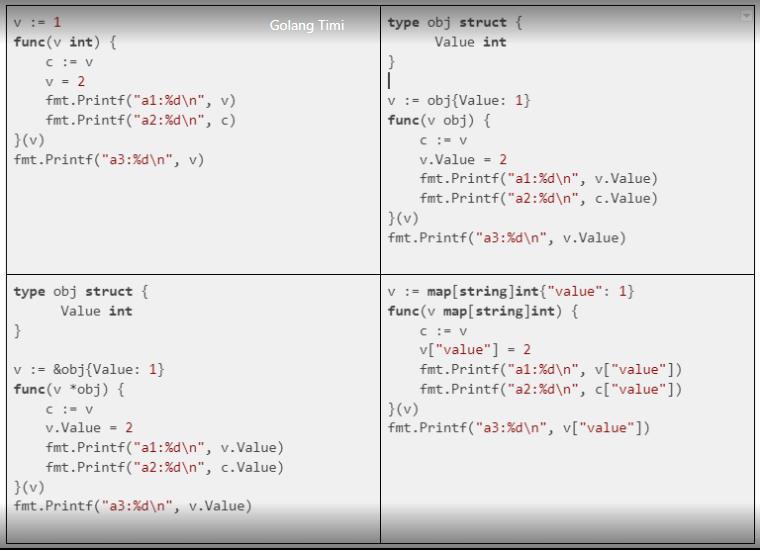 Golang Timi
v := 1
func(v int) {
c := v
v = 2
fmt.Printf("a1:%d\n", v)
fmt.Printf("a2:%d\n", c)
}(v)
fmt.Printf("a3:%d\n", v)
type obj struct {
Value int
}
v := obj{Value: 1}
func(v obj) {
c := v
v.Value = 2
fmt.Printf("a1:%d\n", v.Value)
fmt.Printf("a2:%d\n", c.Value)
}(v)
fmt.Printf("a3:%d\n", v.Value)
type obj struct {
Value int
}
v := &obj{Value: 1}
func(v *obj) {
c := v
v.Value = 2
fmt.Printf("a1:%d\n", v.Value)
fmt.Printf("a2:%d\n", c.Value)
}(v)
fmt.Printf("a3:%d\n", v.Value)
v := map[string]int{"value": 1}
func(v map[string]int) {
c := v
v["value"] = 2
fmt.Printf("a1:%d\n", v["value"])
fmt.Printf("a2:%d\n", c["value"])
}(v)
fmt.Printf("a3:%d\n", v["value"])